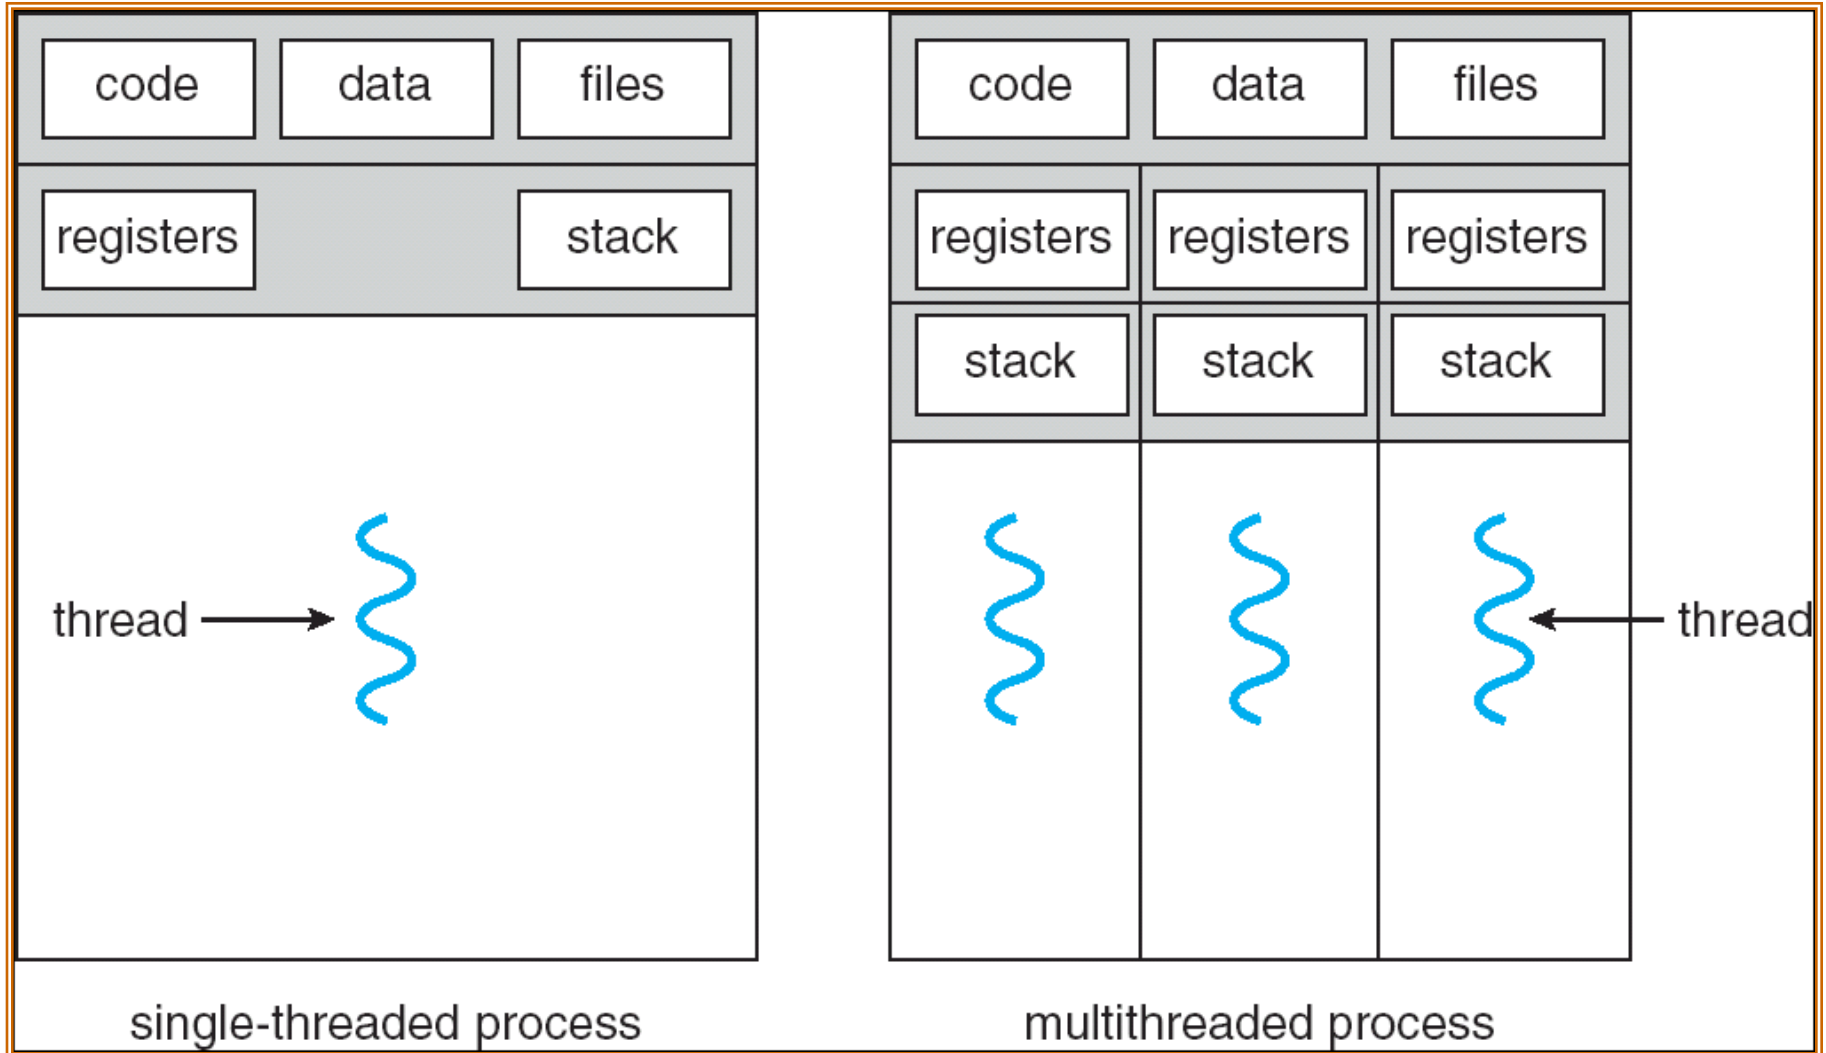 code data files
registers stack
thread
single-threaded process
code data files
registers registers registers
stack stack stack
thread
multithreaded process